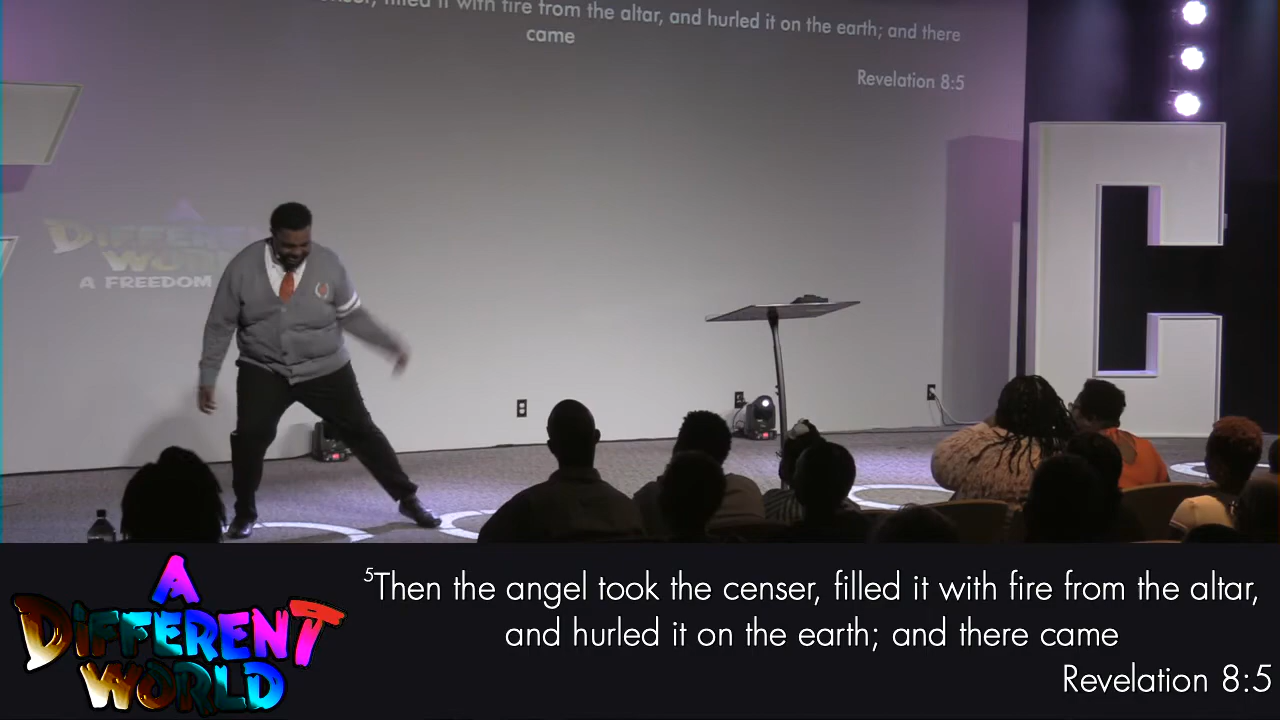 filled it with fire from the altar, and hurled it on the earth; and there
came
Revelation 8:5
A
DIFFERENT
WORLD
A FREEDOM
C
A
DIFFERENT
WORLD
⁵Then the angel took the censer, filled it with fire from the altar,
and hurled it on the earth; and there came
Revelation 8:5